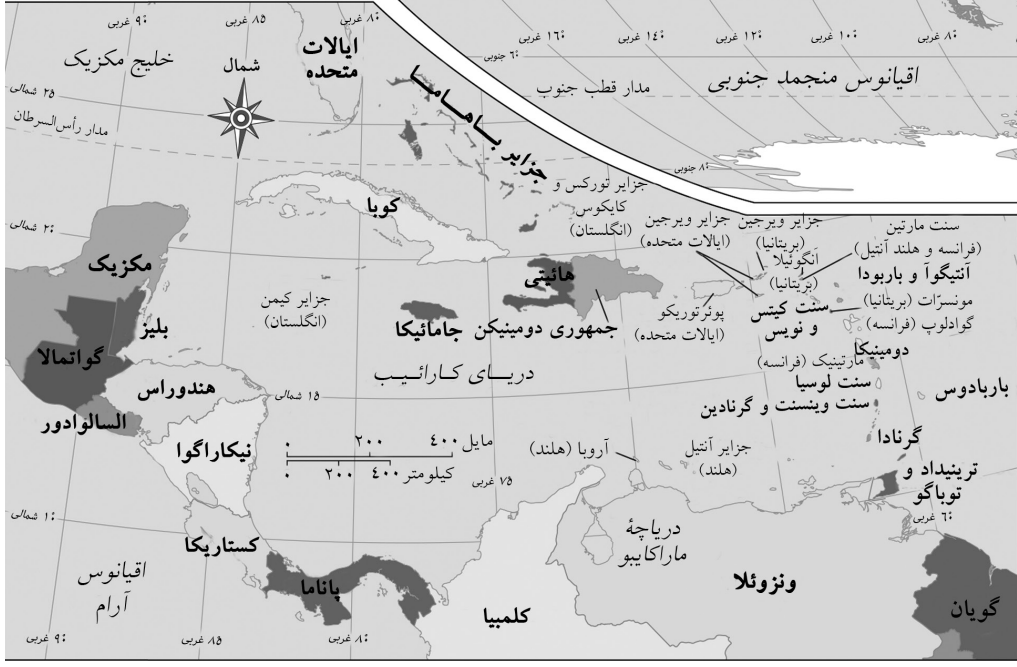 ۹۰ غربی
۸۵ غربی
۸۰ غربی
خلیج مکزیک
شمال
ایالات
متحده
۲۵ شمالی
مدار رأس‌السرطان
جزایر باهاما
۱۶۰ غربی
۱۴۰ غربی
۱۲۰ غربی
۱۰۰ غربی
۸۰ غربی
۶۰ جنوبی
اقیانوس منجمد جنوبی
مدار قطب جنوب
۸۰ جنوبی
جزایر تورکس و
کایکوس
(انگلستان)
جزایر ویرجین
(ایالات متحده)
جزایر ویرجین
(بریتانیا)
آنگوئیلا
(بریتانیا)
سنت مارتین
(فرانسه و هلند آنتیل)
آنتیگوآ و باربودا
مونسرّات (بریتانیا)
گوادلوپ (فرانسه)
۲۰ شمالی
کوبا
مکزیک
هائیتی
جزایر کیمن
(انگلستان)
جامائیکا
جمهوری دومینیکن
پوئرتوریکو
(ایالات متحده)
سنت کیتس
و نویس
دومینیکا
بلیز
گواتمالا
دریــای کــارائــیــب
مارتینیک (فرانسه)
سنت لوسیا
سنت وینسنت و گرنادین
باربادوس
هندوراس
۱۵ شمالی
السالوادور
نیکاراگوا
۰ ۲۰۰ ۴۰۰ مایل
۰ ۲۰۰ ۴۰۰ کیلومتر
۷۵ غربی
آروبا (هلند)
جزایر آنتیل
(هلند)
گرنادا
ترینیداد و
توباگو
۶۰ غربی
۱۰ شمالی
کستاریکا
دریاچهٔ
ماراکایبو
اقیانوس
آرام
پاناما
کلمبیا
ونزوئلا
گویان
۹۰ غربی
۸۵ غربی
۸۰ غربی